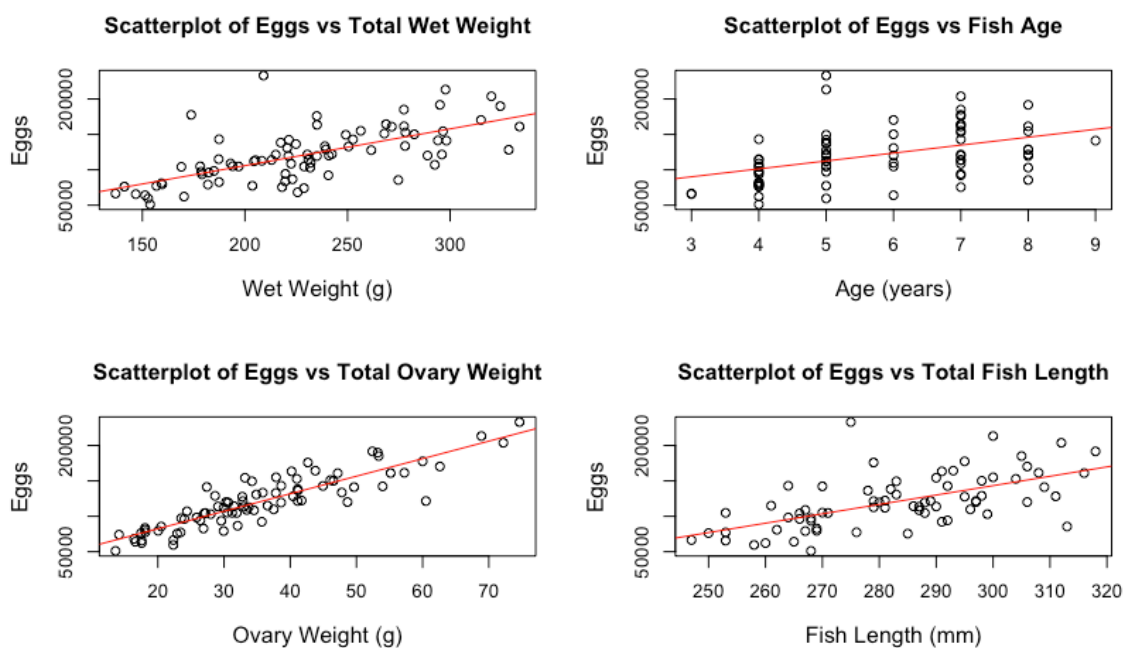 Scatterplot of Eggs vs Total Wet Weight
Eggs
50000
200000
150
200
250
300
Wet Weight (g)
Scatterplot of Eggs vs Fish Age
Eggs
50000
200000
3
4
5
6
7
8
9
Age (years)
Scatterplot of Eggs vs Total Ovary Weight
Eggs
50000
200000
20
30
40
50
60
70
Ovary Weight (g)
Scatterplot of Eggs vs Total Fish Length
Eggs
50000
200000
250
260
270
280
290
300
310
320
Fish Length (mm)